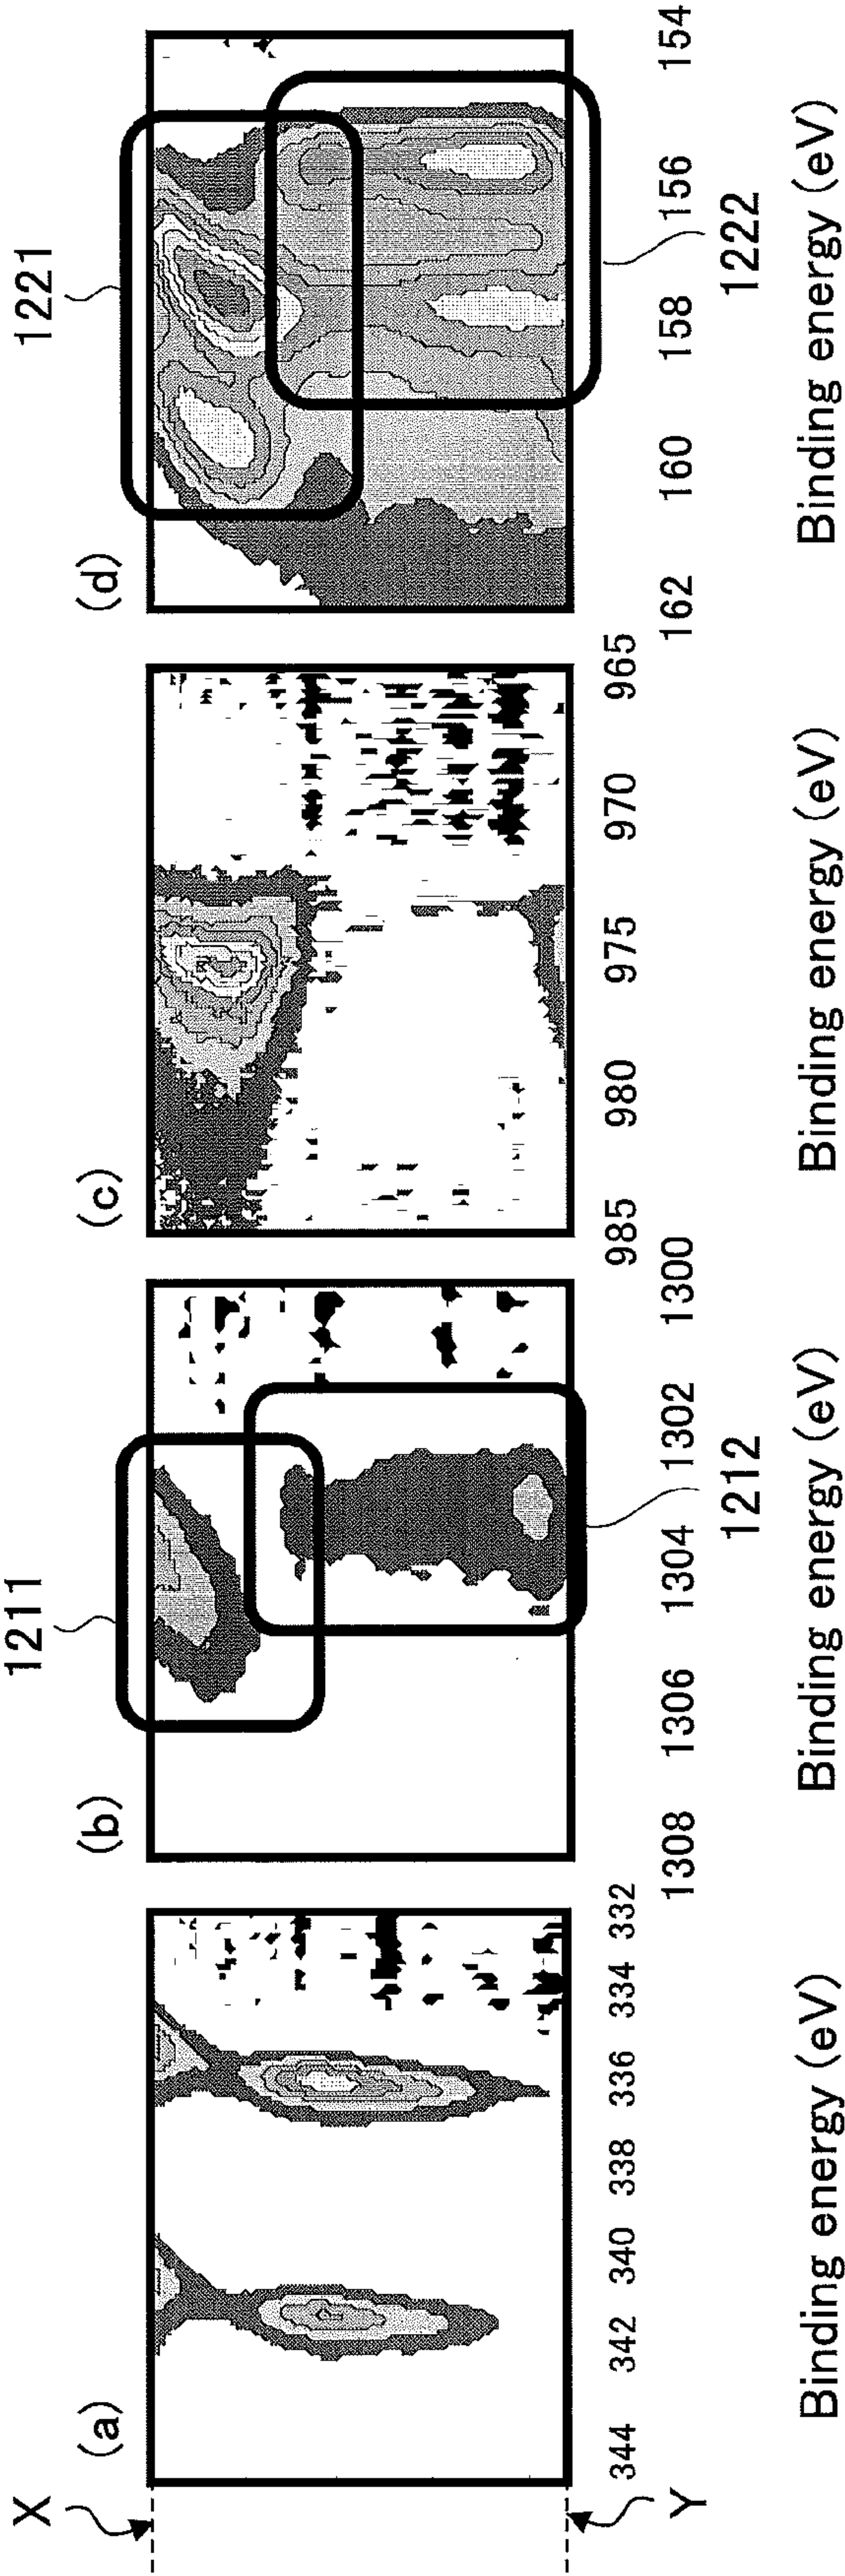 X
Y
(a)
344 342 340 338 336 334 332
Binding energy (eV)
(b)
1211
1212
1308 1306 1304 1302 1300
Binding energy (eV)
(c)
985 980 975 970 965
Binding energy (eV)
(d)
1221
1222
162 160 158 156 154
Binding energy (eV)